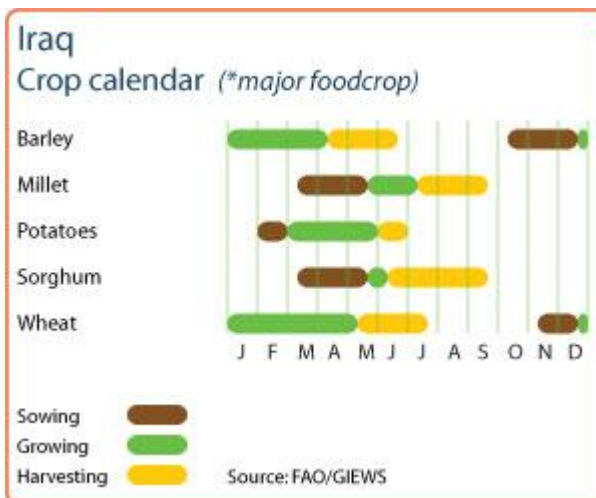 Iraq
Crop calendar (*major foodcrop)
Barley
Millet
Potatoes
Sorghum
Wheat
J F M A M J J A S O N D
Sowing
Growing
Harvesting Source: FAO/GIEWS